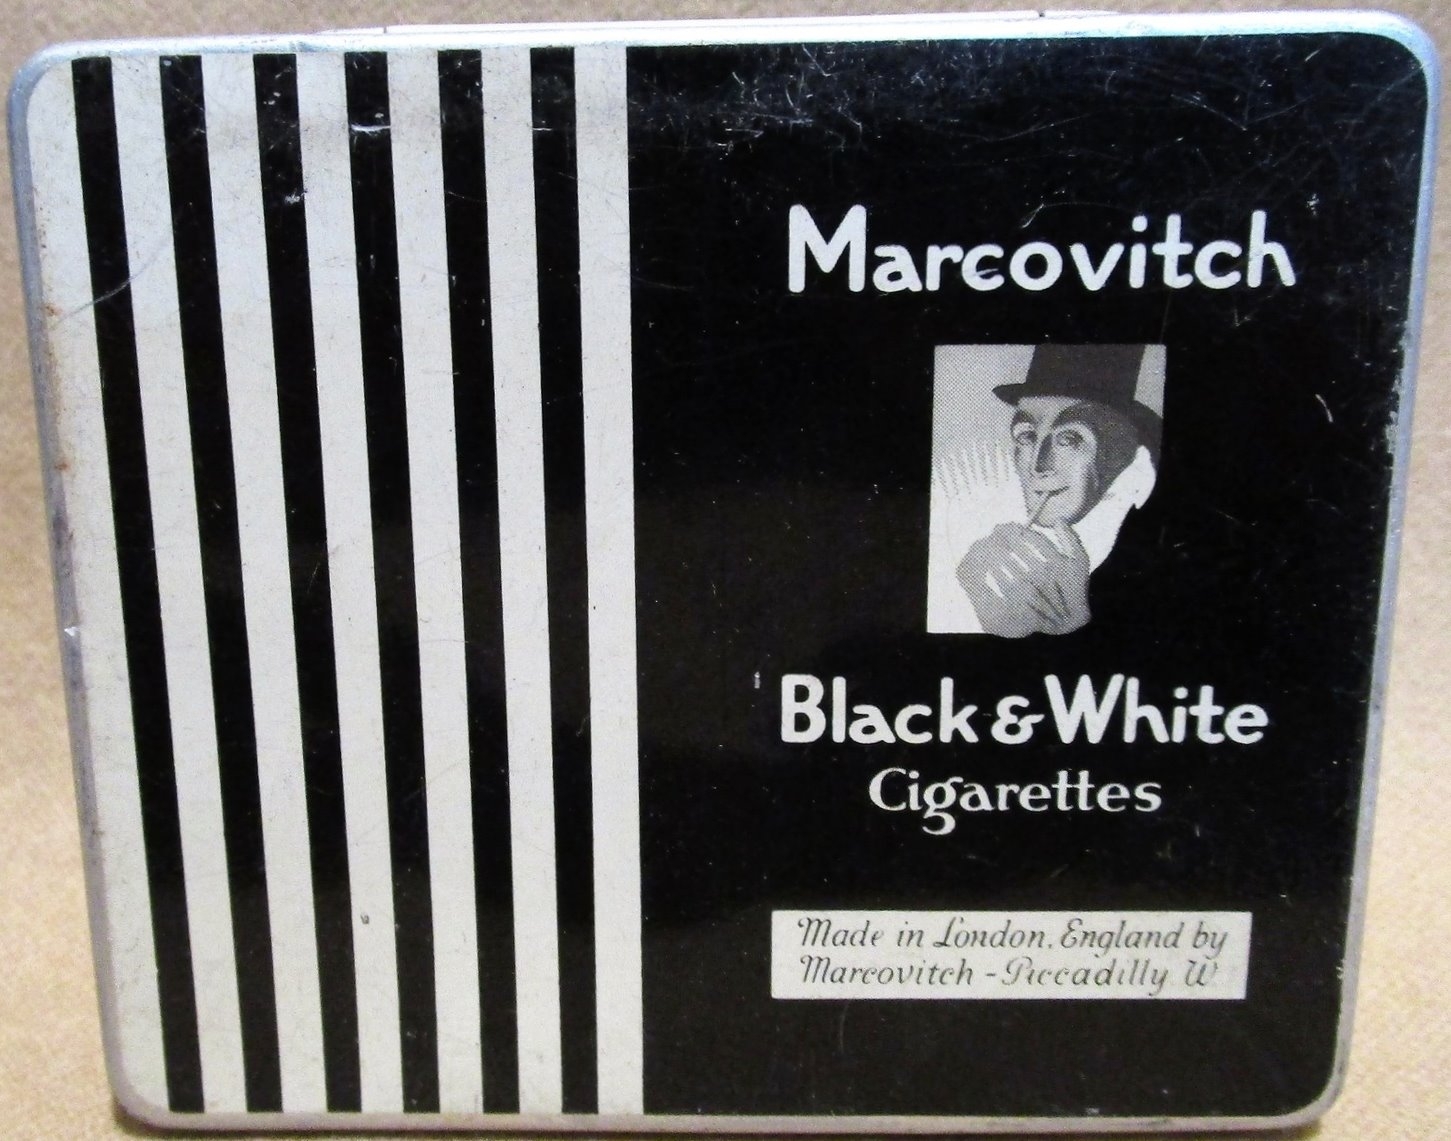 Marcovitch
Black & White
Cigarettes
Made in London, England by
Marcovitch - Piccadilly W